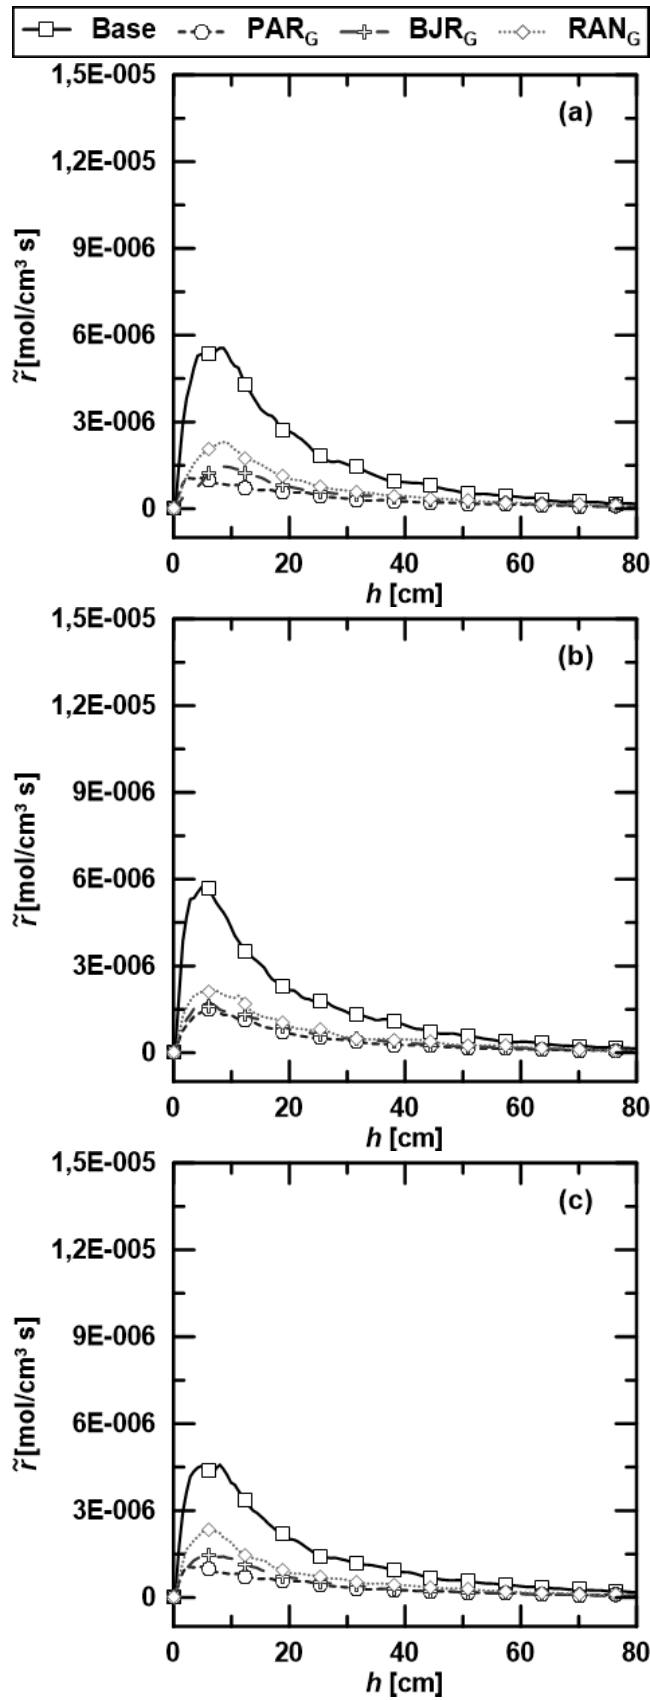 Base PAR_G BJR_G RAN_G
1,5E-005
(a)
1,2E-005
9E-006
6E-006
3E-006
0
r̃ [mol/cm³ s]
0 20 40 60 80
h [cm]
1,5E-005
(b)
1,2E-005
9E-006
6E-006
3E-006
0
r̃ [mol/cm³ s]
0 20 40 60 80
h [cm]
1,5E-005
(c)
1,2E-005
9E-006
6E-006
3E-006
0
r̃ [mol/cm³ s]
0 20 40 60 80
h [cm]